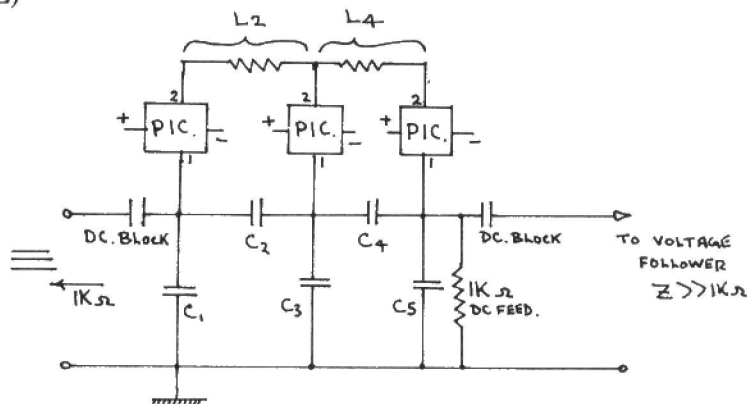 L2 L4
2 2 2
+ PIC. - + PIC. - + PIC. -
1 1 1
DC. BLOCK C2 C4 DC. BLOCK TO VOLTAGE
FOLLOWER
Z>>1KΩ
1KΩ C1 C3 C5 1KΩ
DC FEED.